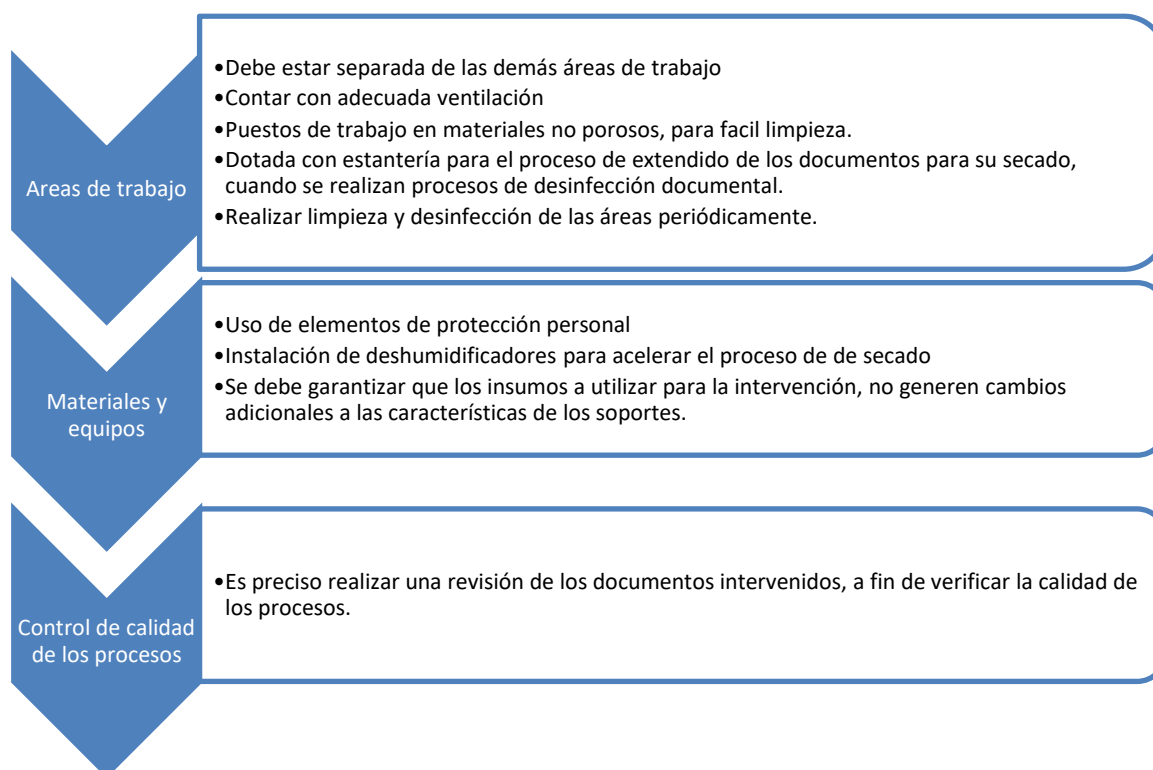 Areas de trabajo
•Debe estar separada de las demás áreas de trabajo
•Contar con adecuada ventilación
•Puestos de trabajo en materiales no porosos, para facil limpieza.
•Dotada con estantería para el proceso de extendido de los documentos para su secado,
cuando se realizan procesos de desinfección documental.
•Realizar limpieza y desinfección de las áreas periódicamente.
Materiales y
equipos
•Uso de elementos de protección personal
•Instalación de deshumidificadores para acelerar el proceso de de secado
•Se debe garantizar que los insumos a utilizar para la intervención, no generen cambios
adicionales a las características de los soportes.
Control de calidad
de los procesos
•Es preciso realizar una revisión de los documentos intervenidos, a fin de verificar la calidad de
los procesos.